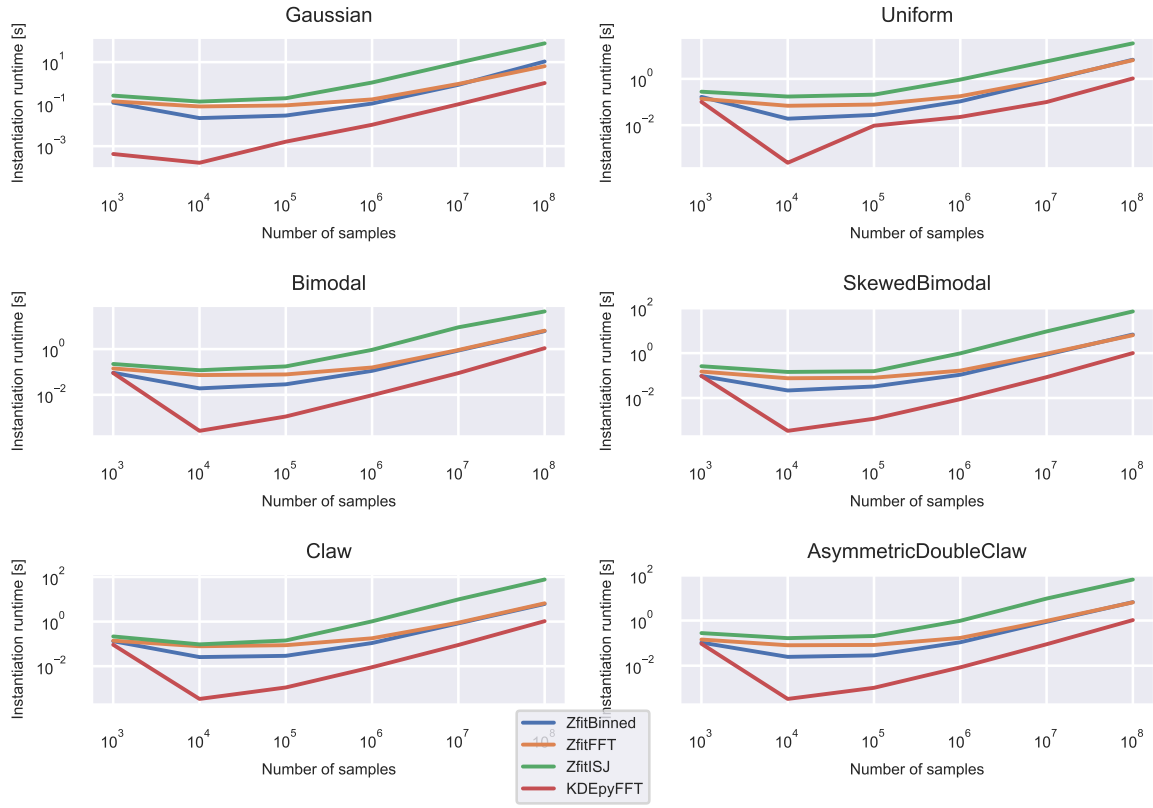 Gaussian
Instantiation runtime [s]
10^1
10^-1
10^-3
10^3 10^4 10^5 10^6 10^7 10^8
Number of samples
Uniform
Instantiation runtime [s]
10^0
10^-2
10^3 10^4 10^5 10^6 10^7 10^8
Number of samples
Bimodal
Instantiation runtime [s]
10^0
10^-2
10^3 10^4 10^5 10^6 10^7 10^8
Number of samples
SkewedBimodal
Instantiation runtime [s]
10^2
10^0
10^-2
10^3 10^4 10^5 10^6 10^7 10^8
Number of samples
Claw
Instantiation runtime [s]
10^2
10^0
10^-2
10^3 10^4 10^5 10^6 10^7 10^8
Number of samples
AsymmetricDoubleClaw
Instantiation runtime [s]
10^2
10^0
10^-2
10^3 10^4 10^5 10^6 10^7 10^8
Number of samples
ZfitBinned
ZfitFFT
ZfitISJ
KDEpyFFT